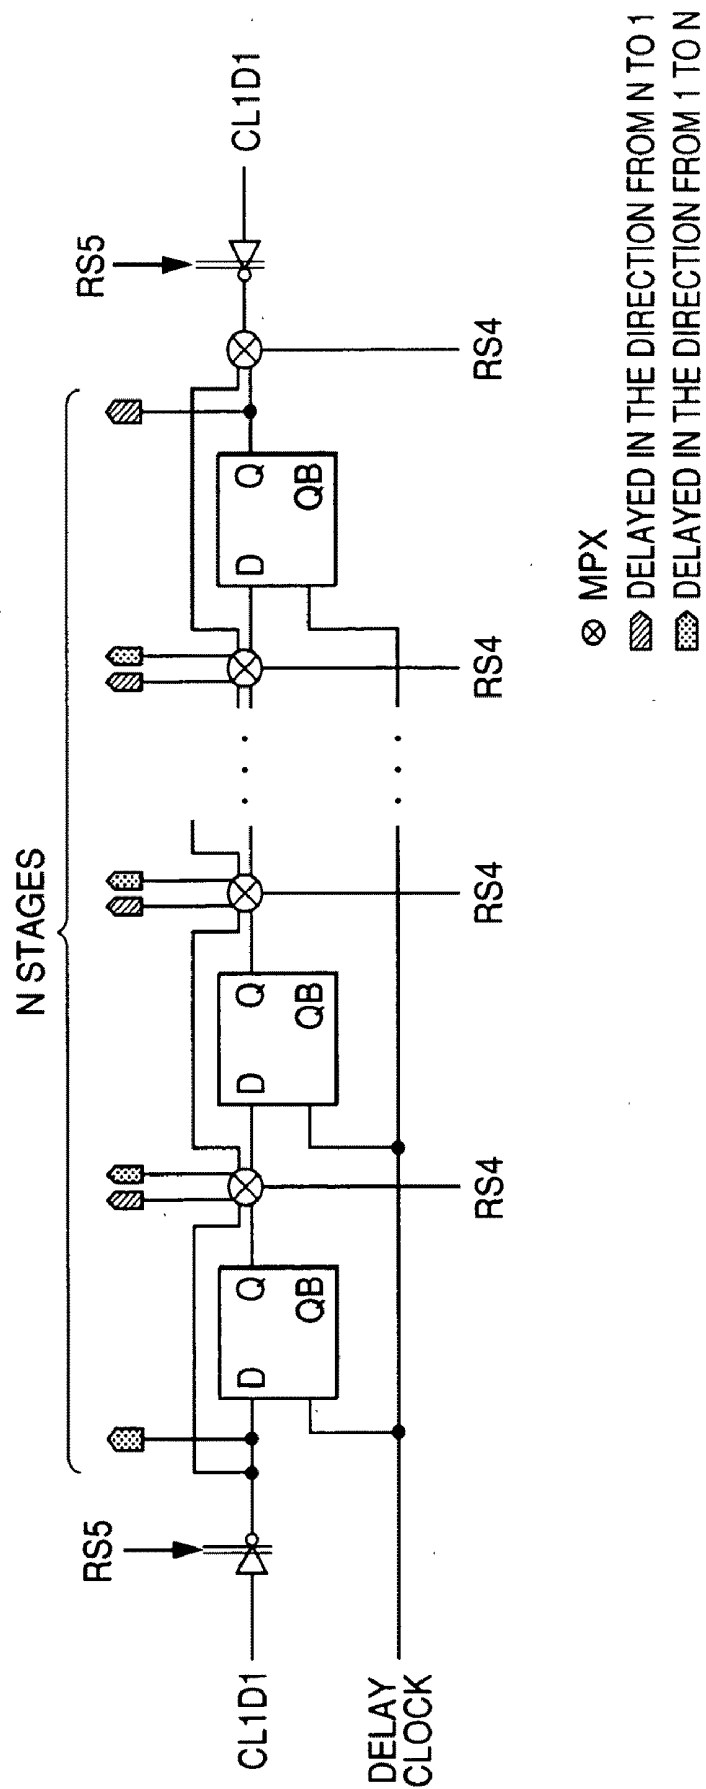 N STAGES
RS5
RS5
CL1D1
CL1D1
D
Q
QB
D
Q
QB
D
Q
QB
RS4
RS4
RS4
RS4
DELAY
CLOCK
MPX
DELAYED IN THE DIRECTION FROM N TO 1
DELAYED IN THE DIRECTION FROM 1 TO N